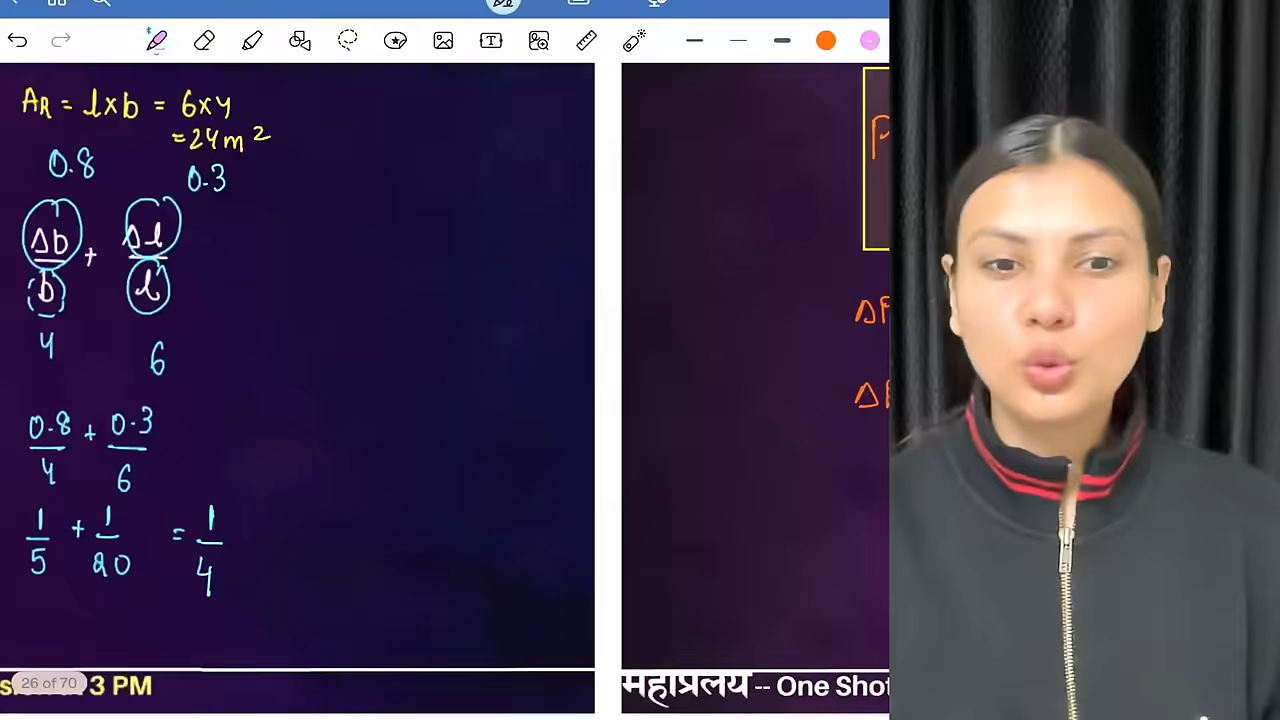 A_R = l×b = 6×4
= 24 m²
0.8
0.3
Δb/b + Δl/l
4
6
0.8/4 + 0.3/6
1/5 + 1/20 = 1/4
26 of 70
3 PM
P
Δ
Δ
महाप्रलय -- One Shot